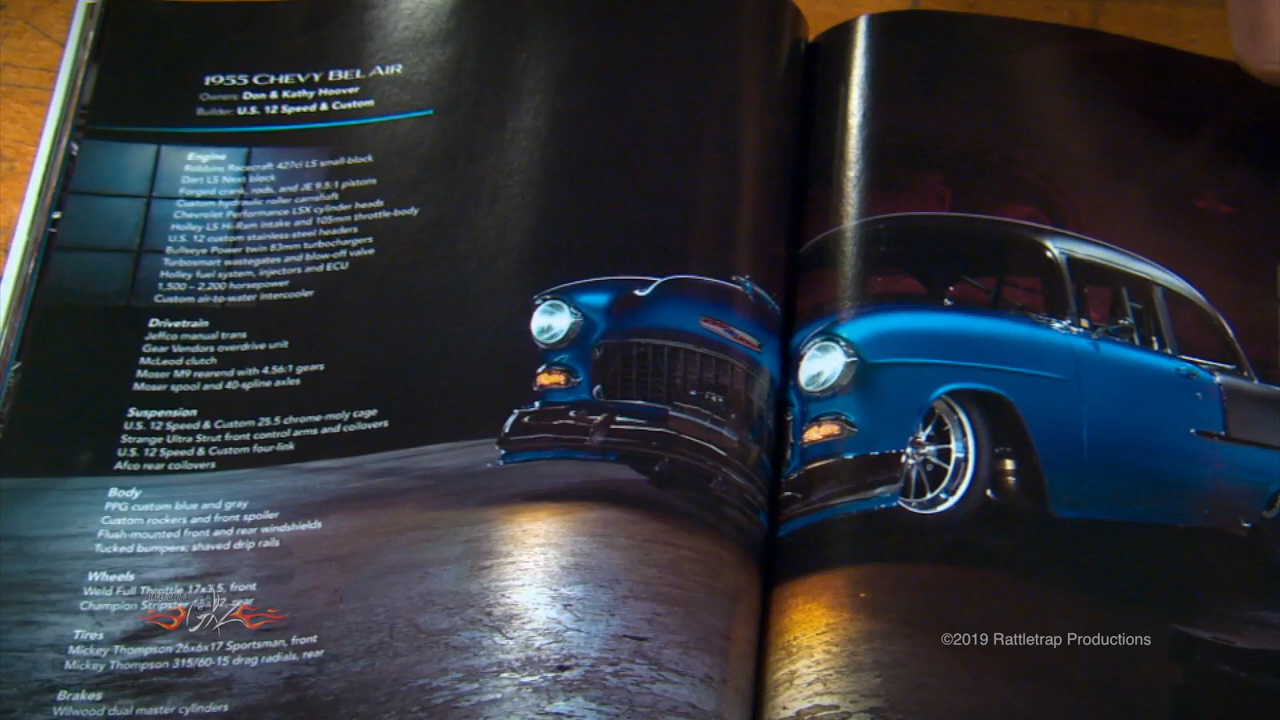 1955 CHEVY BEL AIR
Owners: Don & Kathy Hoover
Builder: U.S. 12 Speed & Custom
Engine
Robbins Racecraft 427ci LS small-block
Dart LS Next block
Forged crank, rods, and JE 9.5:1 pistons
Custom hydraulic roller camshaft
Chevrolet Performance LSX cylinder heads
Holley LS Hi-Ram intake and 105mm throttle-body
U.S. 12 custom stainless-steel headers
Bullseye Power twin 83mm turbochargers
Turbosmart wastegates and blow-off valve
Holley fuel system, injectors and ECU
1,500 – 2,200 horsepower
Custom air-to-water intercooler
Drivetrain
Jeffco manual trans
Gear Vendors overdrive unit
McLeod clutch
Moser M9 rearend with 4.56:1 gears
Moser spool and 40-spline axles
Suspension
U.S. 12 Speed & Custom 25.5 chrome-moly cage
Strange Ultra Strut front control arms and coilovers
U.S. 12 Speed & Custom four-link
Afco rear coilovers
Body
PPG custom blue and gray
Custom rockers and front spoiler
Flush-mounted front and rear windshields
Tucked bumpers; shaved drip rails
Wheels
Weld Full Throttle 17x3.5, front
Champion rear
Tires
Mickey Thompson 26x6x17 Sportsman, front
Mickey Thompson 315/60-15 drag radials, rear
Brakes
Wilwood dual master cylinders
©2019 Rattletrap Productions